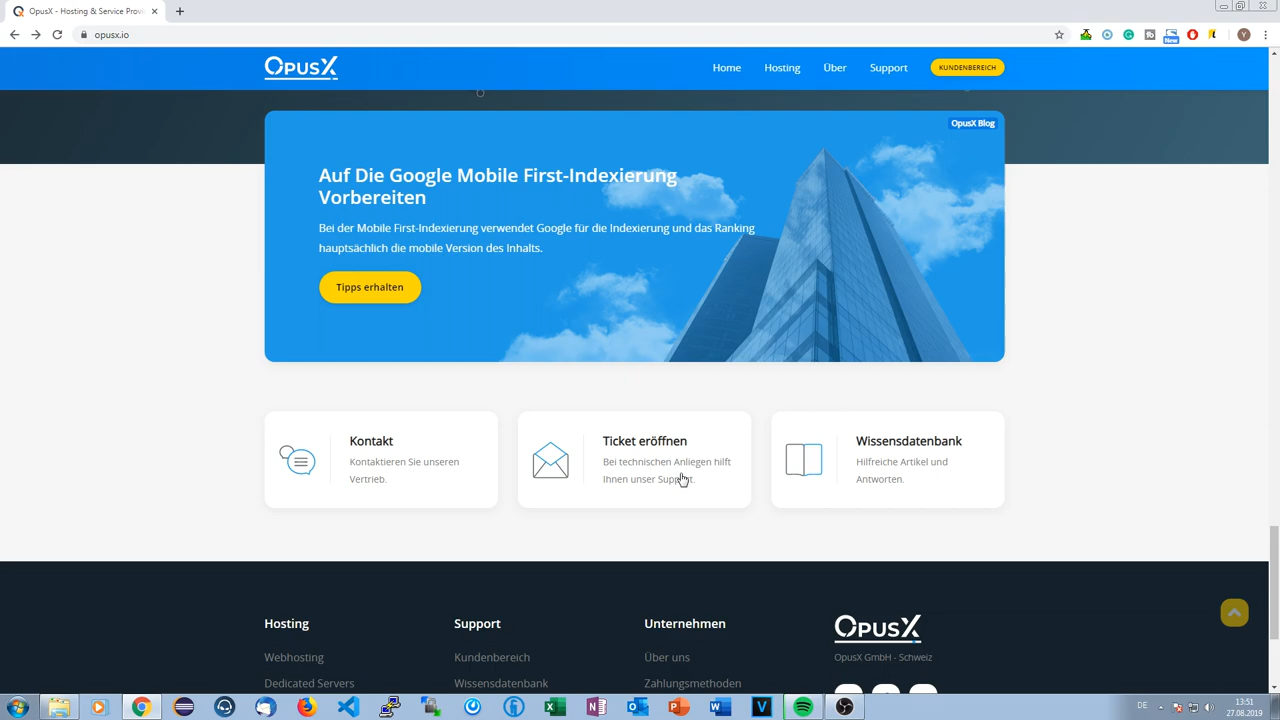 OpusX - Hosting & Service Provi
opusx.io
New
Y
OPUSX
Home
Hosting
Über
Support
KUNDENBEREICH
OpusX Blog
Auf Die Google Mobile First-Indexierung
Vorbereiten
Bei der Mobile First-Indexierung verwendet Google für die Indexierung und das Ranking
hauptsächlich die mobile Version des Inhalts.
Tipps erhalten
Kontakt
Kontaktieren Sie unseren
Vertrieb.
Ticket eröffnen
Bei technischen Anliegen hilft
Ihnen unser Support.
Wissensdatenbank
Hilfreiche Artikel und
Antworten.
Hosting
Webhosting
Dedicated Servers
Support
Kundenbereich
Wissensdatenbank
Unternehmen
Über uns
Zahlungsmethoden
OPUSX
OpusX GmbH - Schweiz
DE
13:51
27.08.2019